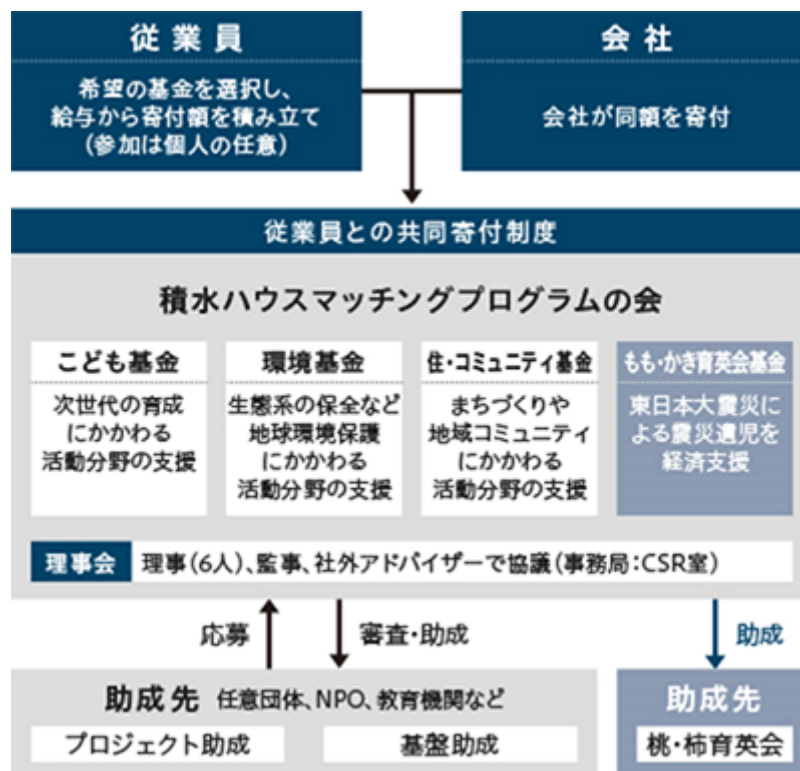 従業員
希望の基金を選択し、
給与から寄付額を積み立て
(参加は個人の任意)
会社
会社が同額を寄付
従業員との共同寄付制度
積水ハウスマッチングプログラムの会
こども基金
次世代の育成
にかかわる
活動分野の支援
環境基金
生態系の保全など
地球環境保護
にかかわる
活動分野の支援
住・コミュニティ基金
まちづくりや
地域コミュニティ
にかかわる
活動分野の支援
もも・かき育英会基金
東日本大震災に
よる震災遺児を
経済支援
理事会 理事(6人)、監事、社外アドバイザーで協議(事務局:CSR室)
応募
審査・助成
助成
助成先 任意団体、NPO、教育機関など
プロジェクト助成
基盤助成
助成先
桃・柿育英会